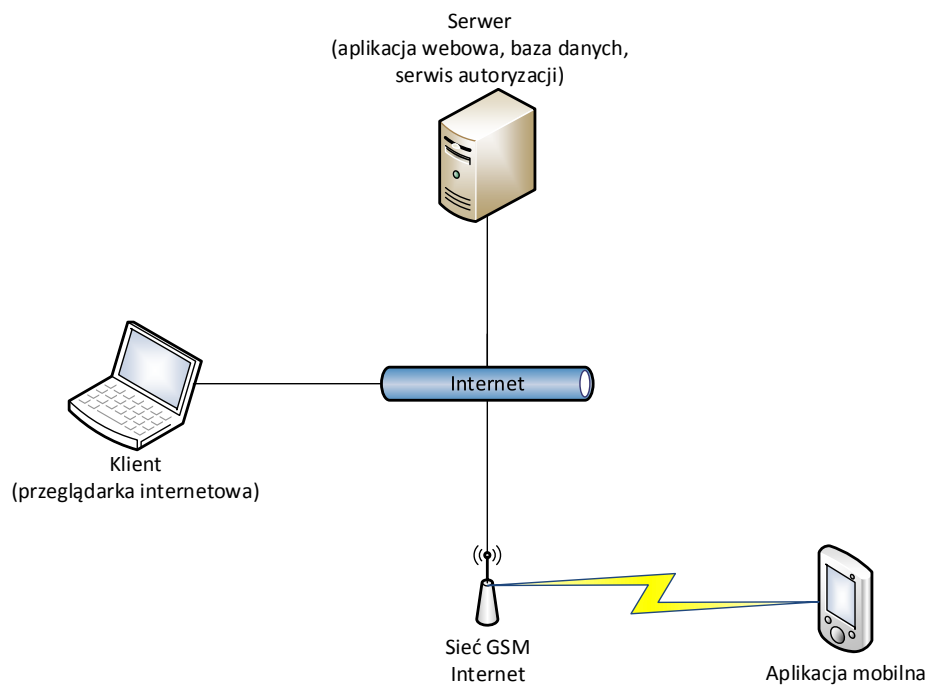 Serwer
(aplikacja webowa, baza danych,
serwis autoryzacji)
Internet
Klient
(przeglądarka internetowa)
Sieć GSM
Internet
Aplikacja mobilna